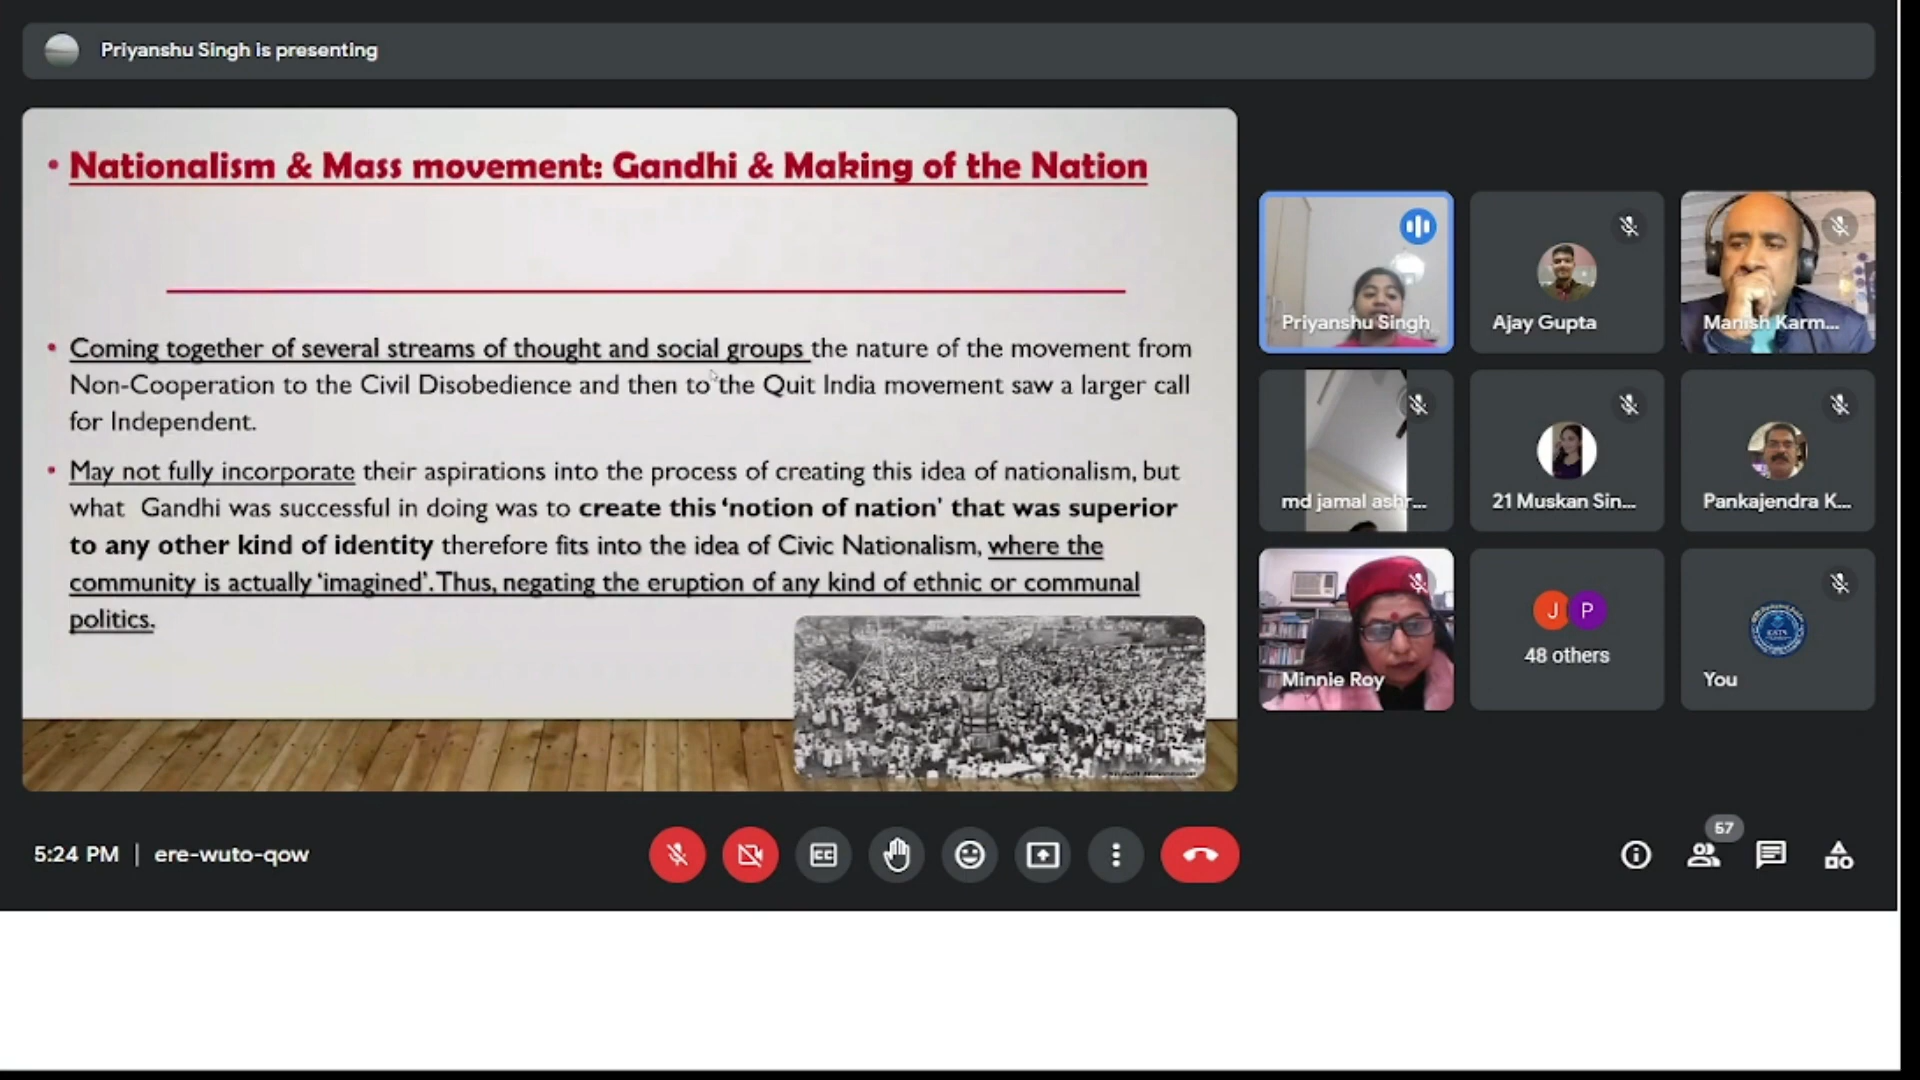 Priyanshu Singh is presenting
• Nationalism & Mass movement: Gandhi & Making of the Nation
• Coming together of several streams of thought and social groups the nature of the movement from
Non-Cooperation to the Civil Disobedience and then to the Quit India movement saw a larger call
for Independent.
• May not fully incorporate their aspirations into the process of creating this idea of nationalism, but
what Gandhi was successful in doing was to create this ‘notion of nation’ that was superior
to any other kind of identity therefore fits into the idea of Civic Nationalism, where the
community is actually ‘imagined’. Thus, negating the eruption of any kind of ethnic or communal
politics.
Priyanshu Singh
Ajay Gupta
Manish Karm...
md jamal ashr...
21 Muskan Sin...
Pankajendra K...
Minnie Roy
J P
48 others
You
5:24 PM | ere-wuto-qow
CC
57